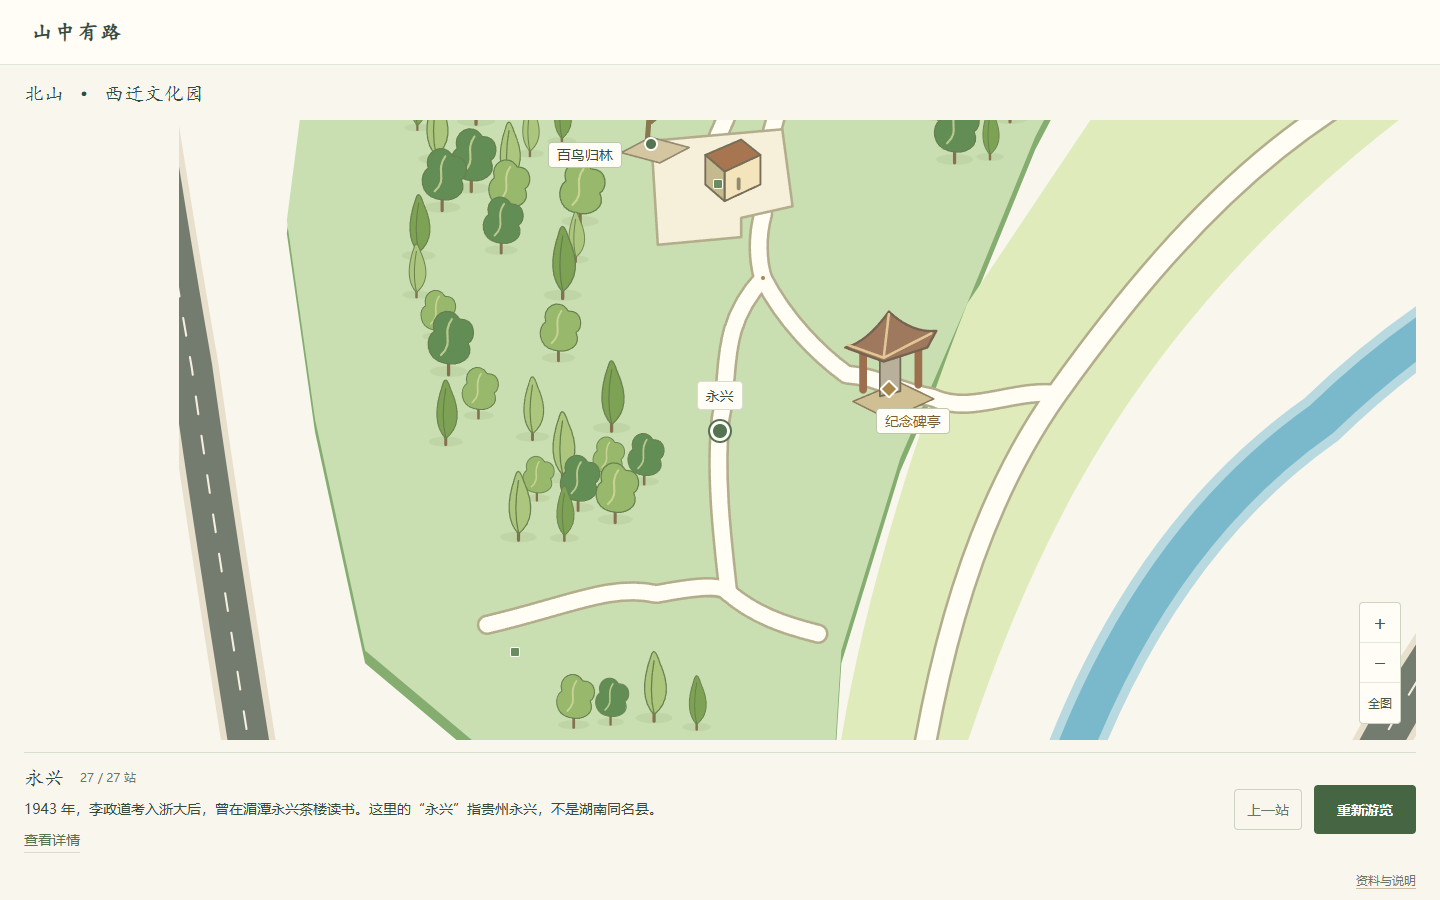 山中有路
北山 • 西迁文化园
百鸟归林
永兴
纪念碑亭
+
−
全图
永兴 27 / 27 站
1943 年，李政道考入浙大后，曾在湄潭永兴茶楼读书。这里的“永兴”指贵州永兴，不是湖南同名县。
查看详情
上一站
重新游览
资料与说明